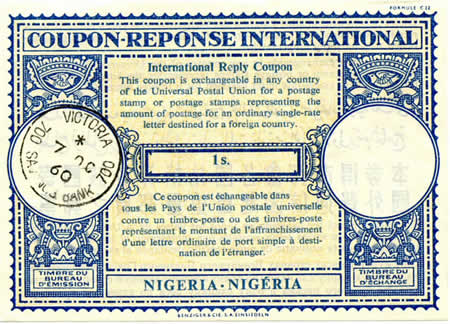 FORMULE C 22
COUPON-REPONSE INTERNATIONAL
International Reply Coupon
This coupon is exchangeable in any country
of the Universal Postal Union for a postage
stamp or postage stamps representing the
amount of postage for an ordinary single-rate
letter destined for a foreign country.
VICTORIA
7
60
BANK
1 s.
Ce coupon est échangeable dans
tous les Pays de l'Union postale universelle
contre un timbre-poste ou des timbres-poste
représentant le montant de l'affranchissement
d'une lettre ordinaire de port simple à desti-
nation de l'étranger.
TIMBRE DU
BUREAU
D'ÉMISSION
NIGERIA - NIGÉRIA
TIMBRE DU
BUREAU
D'ÉCHANGE
BENZIGER & CIE. S.A. EINSIEDELN